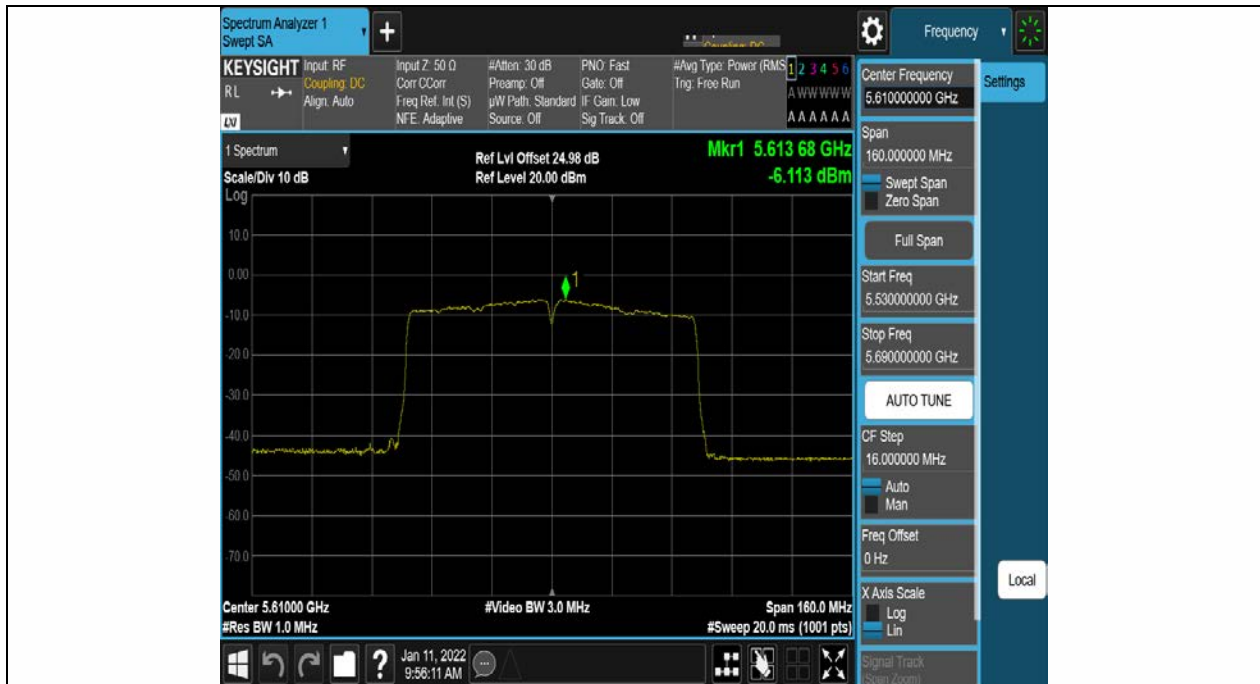 Spectrum Analyzer 1
Swept SA
+
Frequency
KEYSIGHT
RL
LXI
Input: RF
Coupling: DC
Align: Auto
Input Z: 50 Ω
Corr CCorr
Freq Ref: Int (S)
NFE: Adaptive
#Atten: 30 dB
Preamp: Off
µW Path: Standard
Source: Off
PNO: Fast
Gate: Off
IF Gain: Low
Sig Track: Off
#Avg Type: Power (RMS
Trig: Free Run
1 2 3 4 5 6
A W W W W W
A A A A A A
1 Spectrum
Scale/Div 10 dB
Ref Lvl Offset 24.98 dB
Ref Level 20.00 dBm
Mkr1 5.613 68 GHz
-6.113 dBm
Log
10.0
0.00
-10.0
-20.0
-30.0
-40.0
-50.0
-60.0
-70.0
1
Center 5.61000 GHz
#Res BW 1.0 MHz
#Video BW 3.0 MHz
Span 160.0 MHz
#Sweep 20.0 ms (1001 pts)
?
Jan 11, 2022
9:56:11 AM
Center Frequency
5.610000000 GHz
Span
160.000000 MHz
Swept Span
Zero Span
Full Span
Start Freq
5.530000000 GHz
Stop Freq
5.690000000 GHz
AUTO TUNE
CF Step
16.000000 MHz
Auto
Man
Freq Offset
0 Hz
X Axis Scale
Log
Lin
Signal Track
(Span Zoom)
Settings
Local